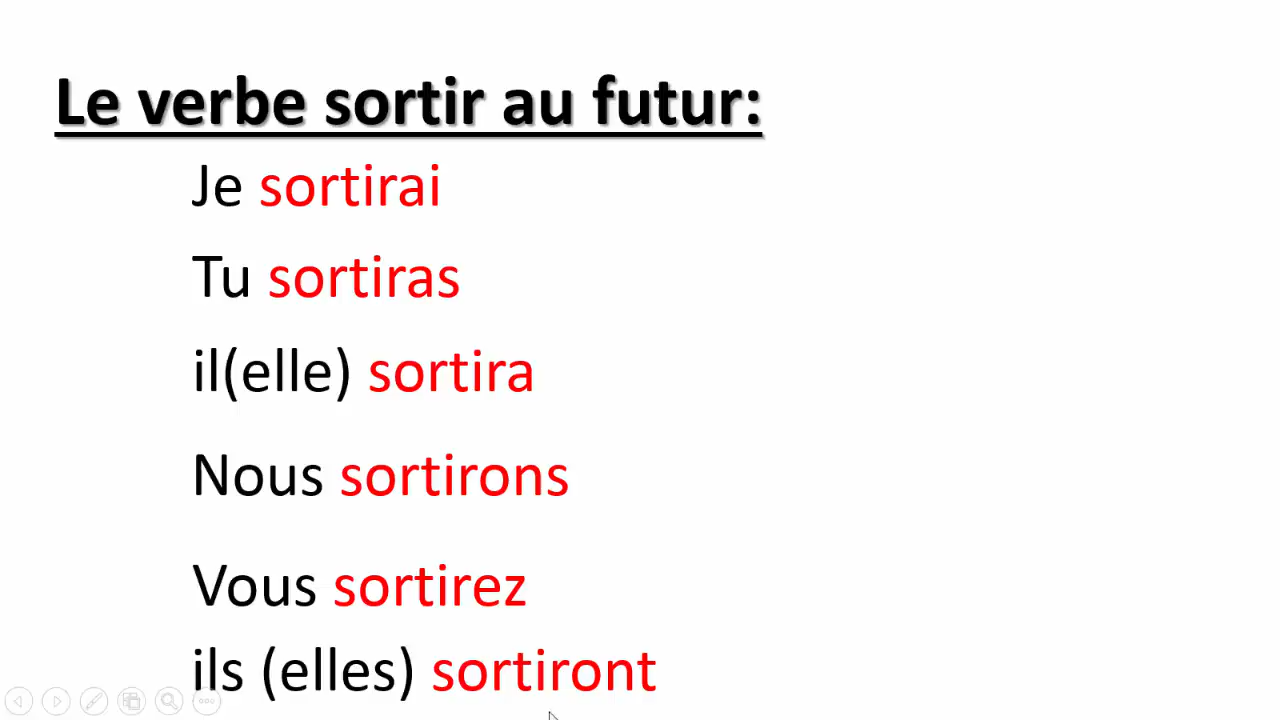 Le verbe sortir au futur:
Je sortirai
Tu sortiras
il(elle) sortira
Nous sortirons
Vous sortirez
ils (elles) sortiront